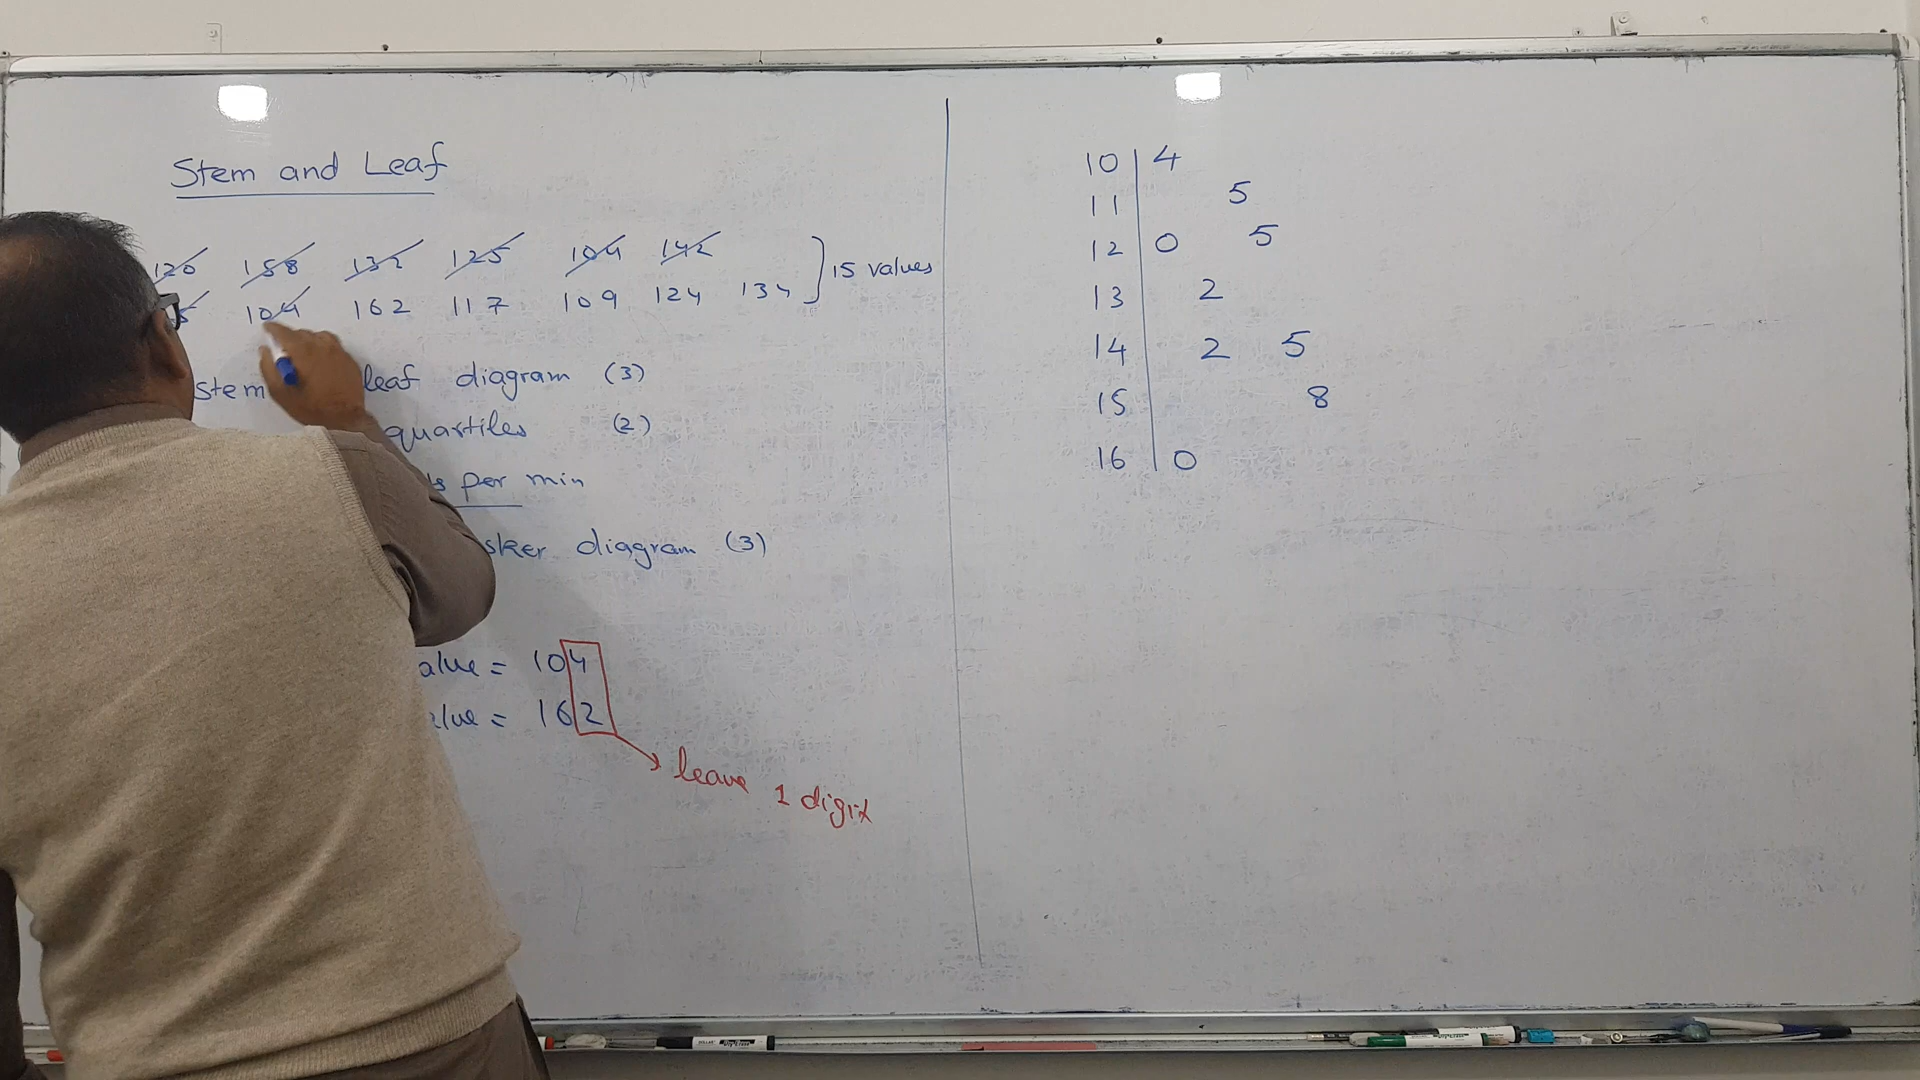 Stem and Leaf
120 158 132 125 104 142
5 104 162 117 109 124 134
15 values
stem leaf diagram (3)
quartiles (2)
per min
sker diagram (3)
alue = 104
alue = 162
leave 1 digit
10 | 4
11 | 5
12 | 0 5
13 | 2
14 | 2 5
15 | 8
16 | 0